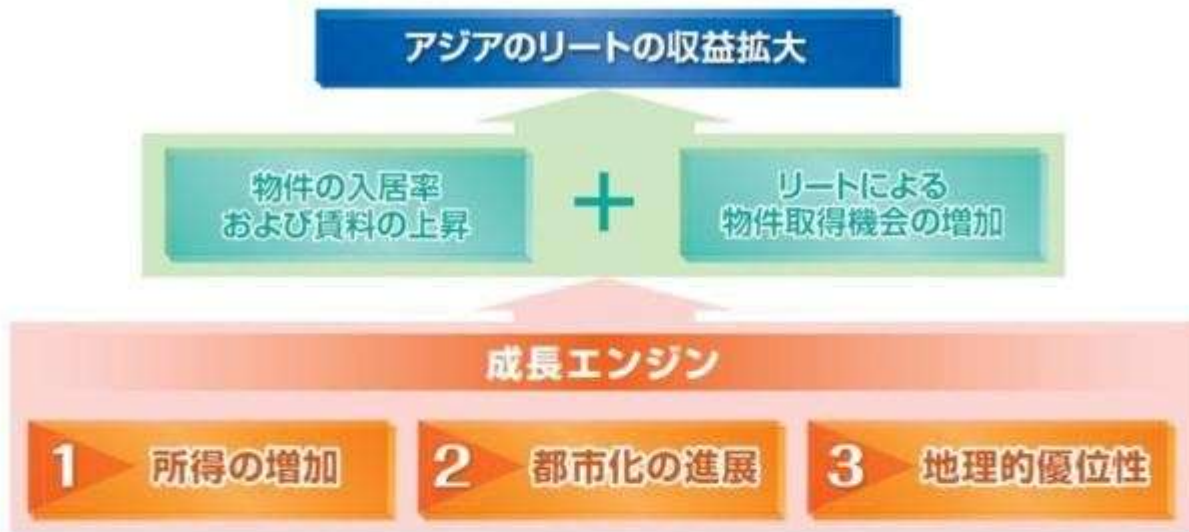 アジアのリートの収益拡大
物件の入居率
および賃料の上昇
+
リートによる
物件取得機会の増加
成長エンジン
1 所得の増加
2 都市化の進展
3 地理的優位性